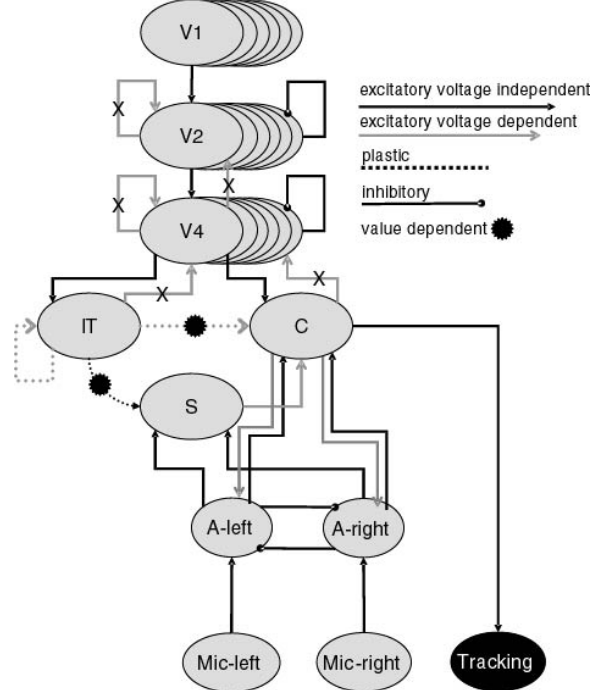 V1
excitatory voltage independent
X
V2
excitatory voltage dependent
plastic
X
X
inhibitory
V4
value dependent
X
X
IT
C
S
A-left
A-right
Mic-left
Mic-right
Tracking